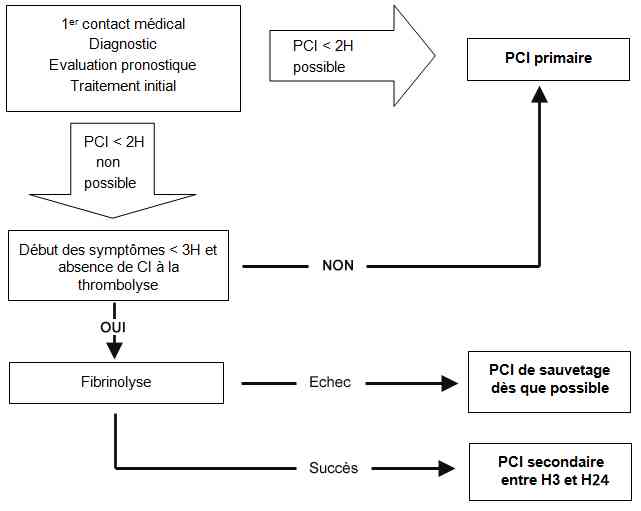 1er contact médical
Diagnostic
Evaluation pronostique
Traitement initial
PCI < 2H
possible
PCI primaire
PCI < 2H
non
possible
Début des symptômes < 3H et
absence de CI à la
thrombolyse
NON
OUI
Fibrinolyse
Echec
PCI de sauvetage
dès que possible
Succès
PCI secondaire
entre H3 et H24